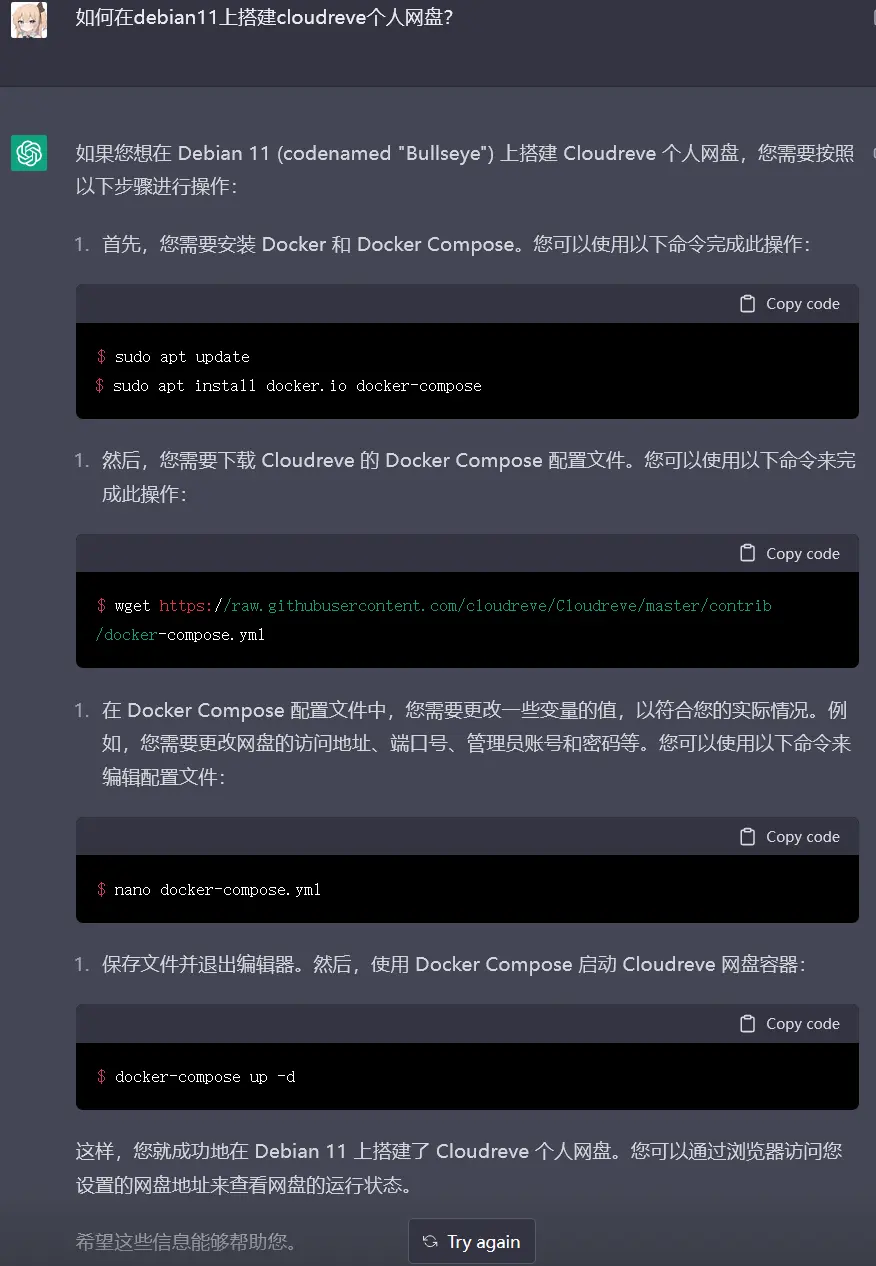 如何在debian11上搭建cloudreve个人网盘？
如果您想在 Debian 11 (codenamed "Bullseye") 上搭建 Cloudreve 个人网盘，您需要按照
以下步骤进行操作：
1. 首先，您需要安装 Docker 和 Docker Compose。您可以使用以下命令完成此操作：
Copy code
$ sudo apt update
$ sudo apt install docker.io docker-compose
1. 然后，您需要下载 Cloudreve 的 Docker Compose 配置文件。您可以使用以下命令来完
成此操作：
Copy code
$ wget https://raw.githubusercontent.com/cloudreve/Cloudreve/master/contrib
/docker-compose.yml
1. 在 Docker Compose 配置文件中，您需要更改一些变量的值，以符合您的实际情况。例
如，您需要更改网盘的访问地址、端口号、管理员账号和密码等。您可以使用以下命令来
编辑配置文件：
Copy code
$ nano docker-compose.yml
1. 保存文件并退出编辑器。然后，使用 Docker Compose 启动 Cloudreve 网盘容器：
Copy code
$ docker-compose up -d
这样，您就成功地在 Debian 11 上搭建了 Cloudreve 个人网盘。您可以通过浏览器访问您
设置的网盘地址来查看网盘的运行状态。
希望这些信息能够帮助您。
Try again